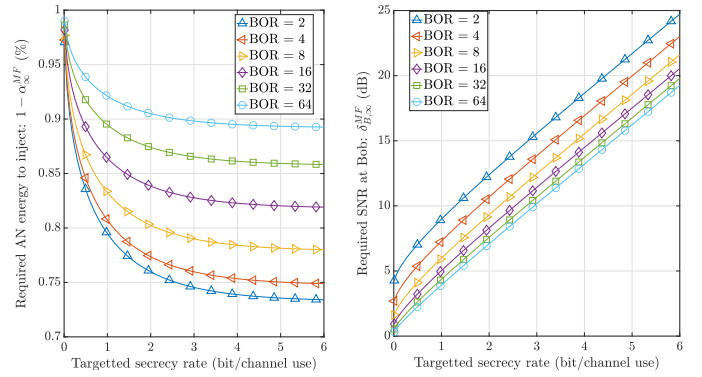 Required AN energy to inject: 1 − α∞^MF (%)
1
0.95
0.9
0.85
0.8
0.75
0.7
0
1
2
3
4
5
6
Targetted secrecy rate (bit/channel use)
BOR = 2
BOR = 4
BOR = 8
BOR = 16
BOR = 32
BOR = 64
Required SNR at Bob: δ_{B,∞}^{MF} (dB)
25
20
15
10
5
0
0
1
2
3
4
5
6
Targetted secrecy rate (bit/channel use)
BOR = 2
BOR = 4
BOR = 8
BOR = 16
BOR = 32
BOR = 64